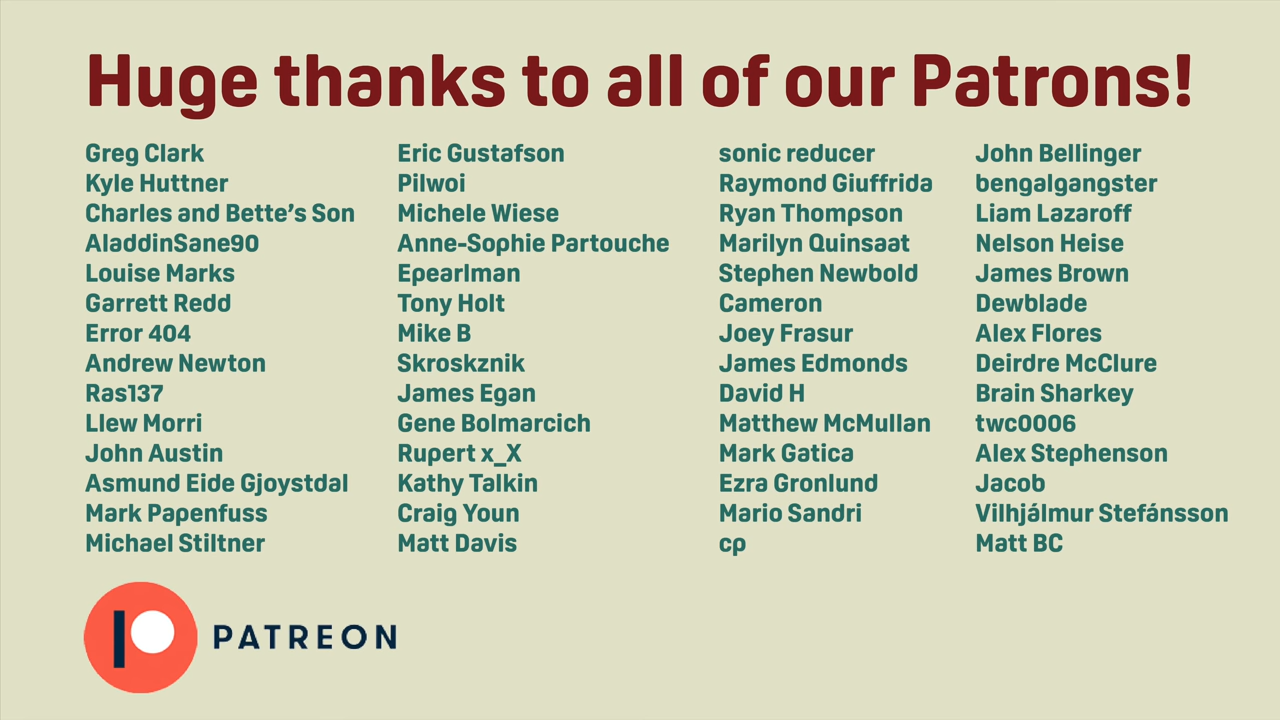 Huge thanks to all of our Patrons!
Greg Clark
Kyle Huttner
Charles and Bette’s Son
AladdinSane90
Louise Marks
Garrett Redd
Error 404
Andrew Newton
Ras137
Llew Morri
John Austin
Asmund Eide Gjoystdal
Mark Papenfuss
Michael Stiltner
Eric Gustafson
Pilwoi
Michele Wiese
Anne-Sophie Partouche
Epearlman
Tony Holt
Mike B
Skroskznik
James Egan
Gene Bolmarcich
Rupert x_X
Kathy Talkin
Craig Youn
Matt Davis
sonic reducer
Raymond Giuffrida
Ryan Thompson
Marilyn Quinsaat
Stephen Newbold
Cameron
Joey Frasur
James Edmonds
David H
Matthew McMullan
Mark Gatica
Ezra Gronlund
Mario Sandri
cp
John Bellinger
bengalgangster
Liam Lazaroff
Nelson Heise
James Brown
Dewblade
Alex Flores
Deirdre McClure
Brain Sharkey
twc0006
Alex Stephenson
Jacob
Vilhjálmur Stefánsson
Matt BC
PATREON